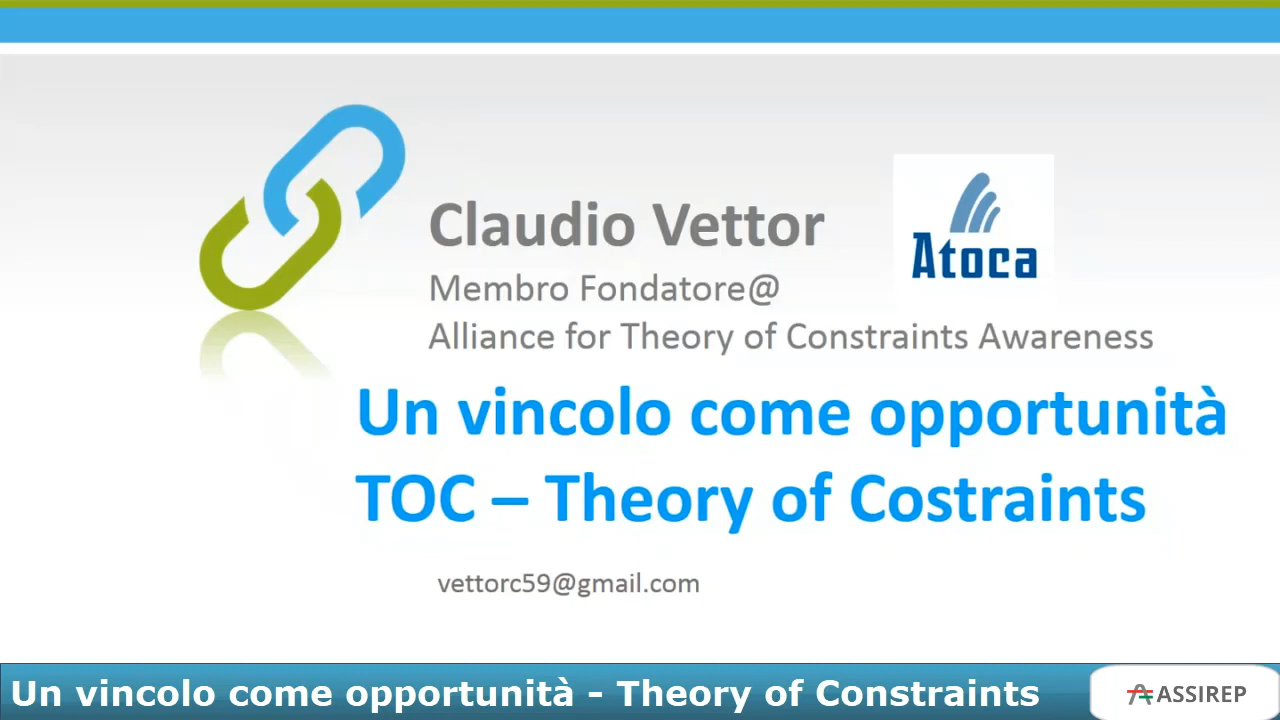 Claudio Vettor
Atoca
Membro Fondatore@
Alliance for Theory of Constraints Awareness
Un vincolo come opportunità
TOC – Theory of Costraints
vettorc59@gmail.com
Un vincolo come opportunità - Theory of Constraints
ASSIREP